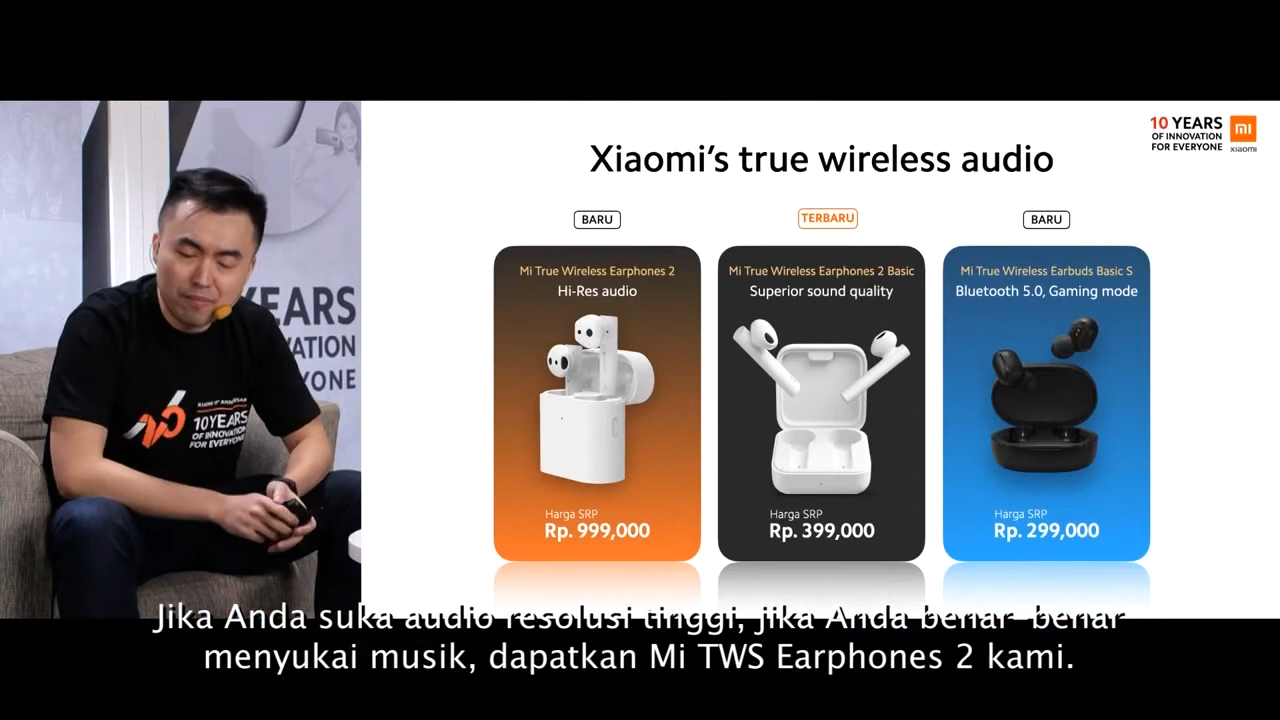 10 YEARS
OF INNOVATION
FOR EVERYONE
mi
XIAOMI
Xiaomi's true wireless audio
BARU
TERBARU
BARU
Mi True Wireless Earphones 2
Hi-Res audio
Harga SRP
Rp. 999,000
Mi True Wireless Earphones 2 Basic
Superior sound quality
Harga SRP
Rp. 399,000
Mi True Wireless Earbuds Basic S
Bluetooth 5.0, Gaming mode
Harga SRP
Rp. 299,000
YEARS
VATION
YONE
10 YEARS
OF INNOVATION
FOR EVERYONE
Jika Anda suka audio resolusi tinggi, jika Anda benar-benar
menyukai musik, dapatkan Mi TWS Earphones 2 kami.